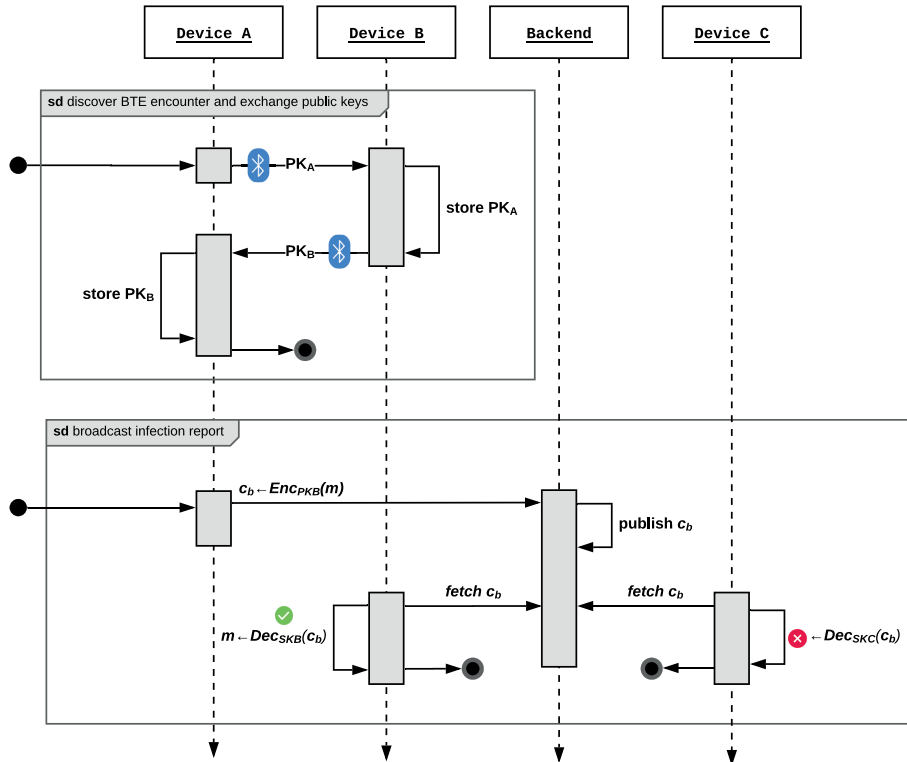 Device A
Device B
Backend
Device C
sd discover BTE encounter and exchange public keys
PKA
store PKA
PKB
store PKB
sd broadcast infection report
cb←EncPKB(m)
publish cb
fetch cb
fetch cb
m←DecSKB(cb)
←DecSKC(cb)